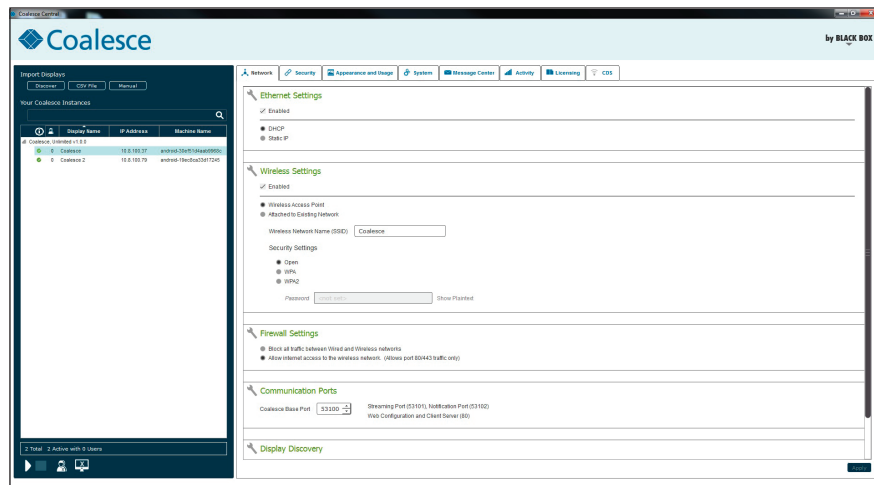 Coalesce Central
Coalesce
by BLACK BOX
Import Displays
Discover
CSV File
Manual
Your Coalesce Instances
Display Name
IP Address
Machine Name
Coalesce, Unlimited v1.0.0
0 Coalesce 10.8.100.37
0 Coalesce 2 10.8.100.79 android-19ec8ca33d17245
2 Total 2 Active with 0 Users
Network
Security
Appearance and Usage
System
Message Center
Activity
Licensing
CDS
Ethernet Settings
Enabled
DHCP
Static IP
Wireless Settings
Enabled
Wireless Access Point
Attached to Existing Network
Wireless Network Name (SSID) Coalesce
Security Settings
Open
WPA
WPA2
Password
Show Plainted
Firewall Settings
Block all traffic between Wired and Wireless networks
Allow internet access to the wireless network. (Allows port 80/443 traffic only)
Communication Ports
Coalesce Base Port 53100 Streaming Port (53101), Notification Port (53102)
Web Configuration and Client Server (80)
Display Discovery
Apply